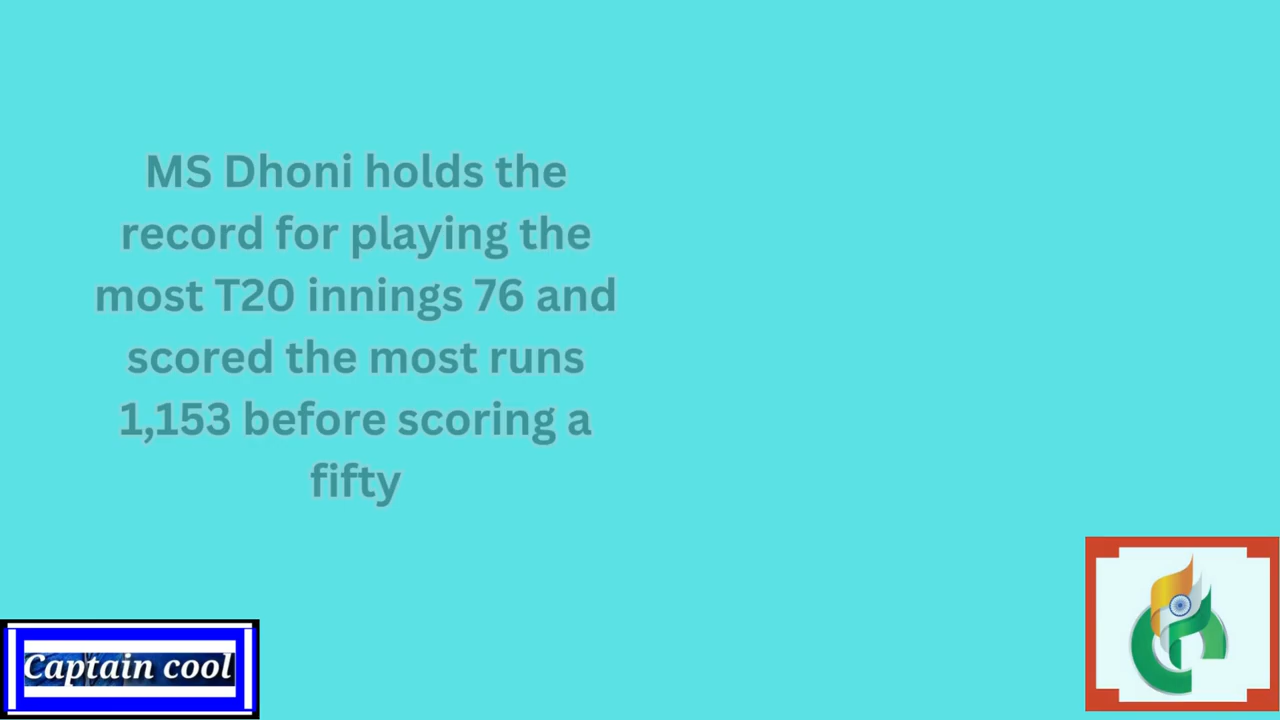 MS Dhoni holds the
record for playing the
most T20 innings 76 and
scored the most runs
1,153 before scoring a
fifty
Captain cool